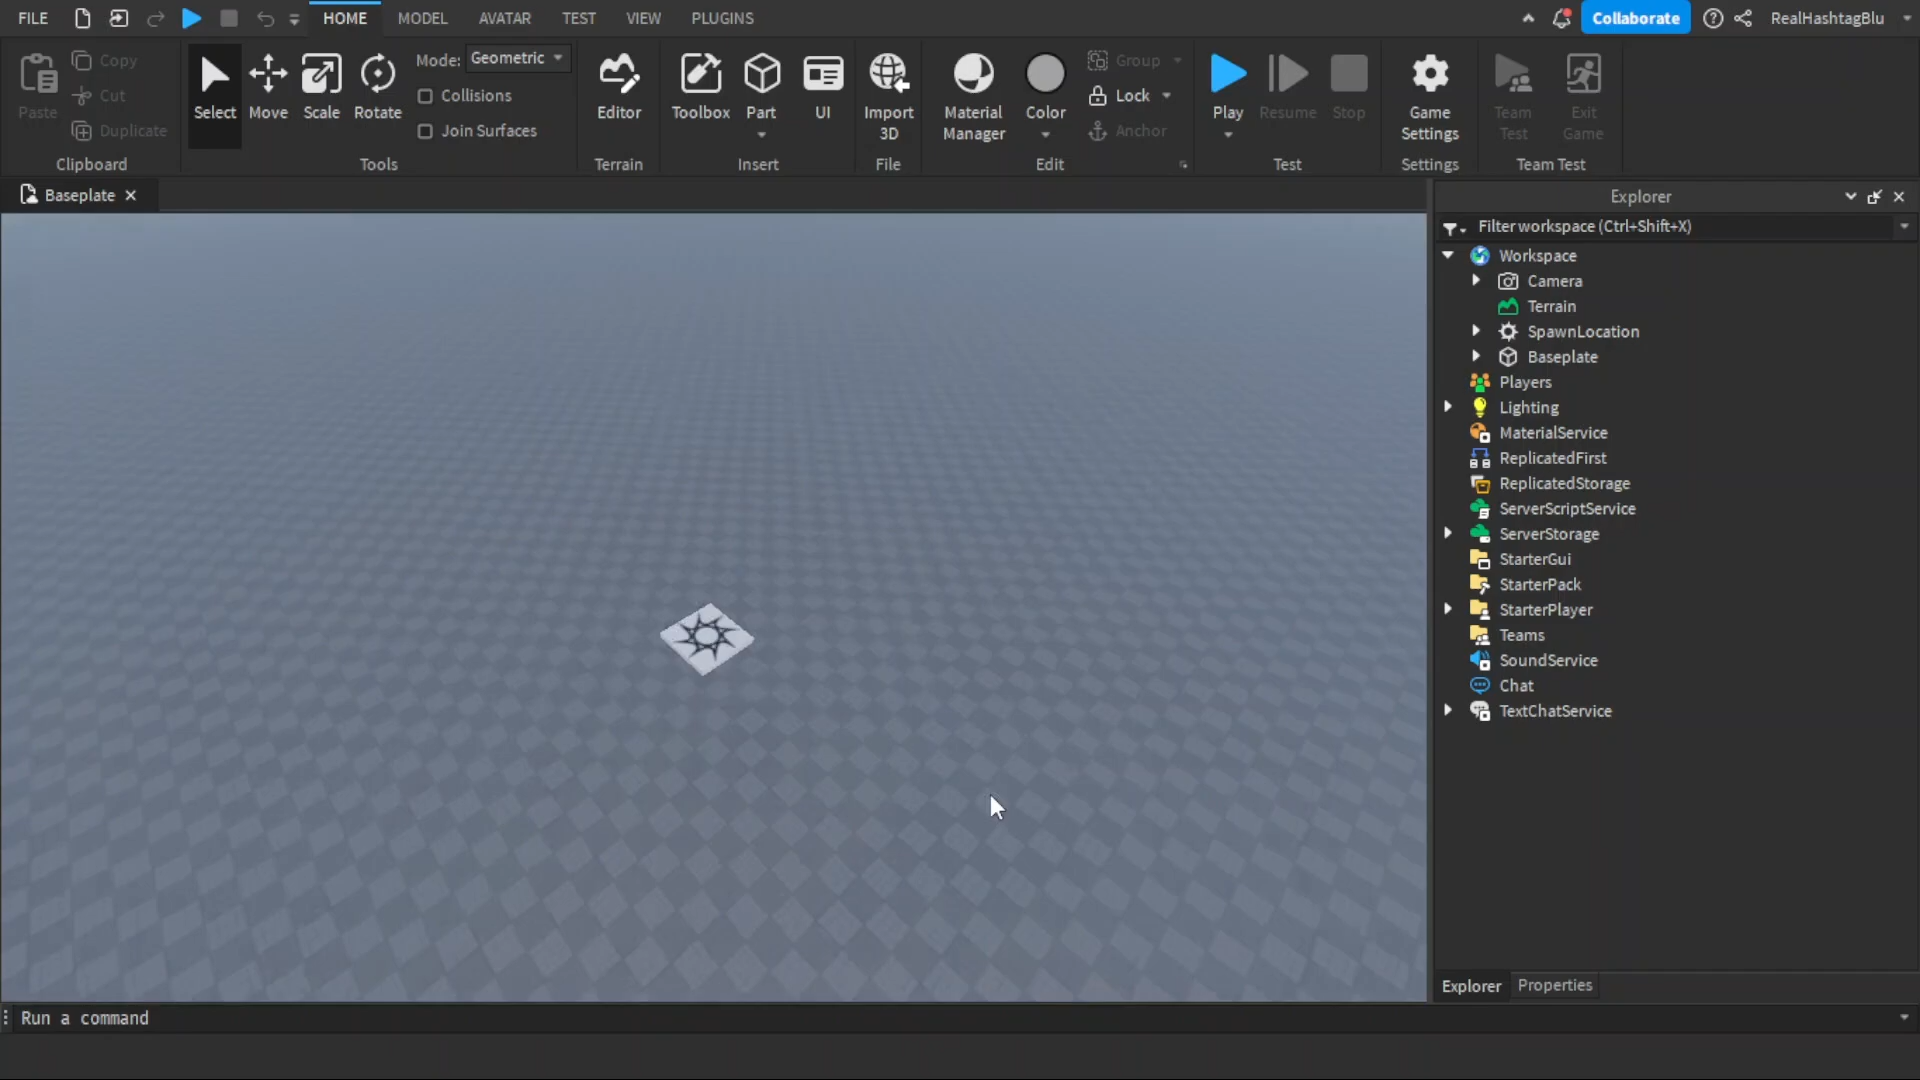 FILE HOME MODEL AVATAR TEST VIEW PLUGINS Collaborate RealHashtagBlu
Paste Copy Cut Duplicate
Clipboard
Select Move Scale Rotate
Mode: Geometric
Collisions
Join Surfaces
Tools
Editor
Terrain
Toolbox Part UI
Insert
Import
3D
File
Material
Manager
Color
Group
Lock
Anchor
Edit
Play Resume Stop
Test
Game
Settings
Settings
Team
Test
Exit
Game
Team Test
Baseplate
Explorer
Filter workspace (Ctrl+Shift+X)
Workspace
Camera
Terrain
SpawnLocation
Baseplate
Players
Lighting
MaterialService
ReplicatedFirst
ReplicatedStorage
ServerScriptService
ServerStorage
StarterGui
StarterPack
StarterPlayer
Teams
SoundService
Chat
TextChatService
Explorer Properties
Run a command